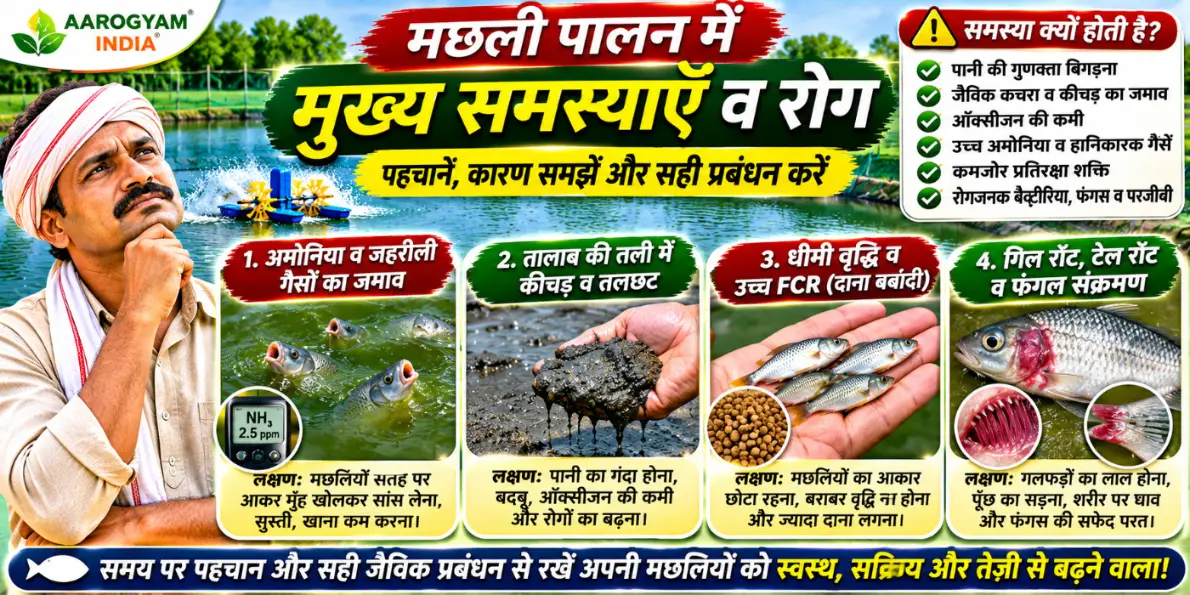 AAROGYAM®
INDIA®
मछली पालन में
मुख्य समस्याएँ व रोग
पहचानें, कारण समझें और सही प्रबंधन करें
समस्या क्यों होती है?
पानी की गुणवत्ता बिगड़ना
जैविक कचरा व कीचड़ का जमाव
ऑक्सीजन की कमी
उच्च अमोनिया व हानिकारक गैसें
कमजोर प्रतिरक्षा शक्ति
रोगजनक बैक्टीरिया, फंगस व परजीवी
1. अमोनिया व जहरीली
गैसों का जमाव
NH₃
2.5 ppm
लक्षण: मछलियों सतह पर
आकर मुँह खोलकर सांस लेना,
सुस्ती, खाना कम करना।
2. तालाब की तली में
कीचड़ व तलछट
लक्षण: पानी का गंदा होना,
बदबू, ऑक्सीजन की कमी
और रोगों का बढ़ना।
3. धीमी वृद्धि व
उच्च FCR (दाना बर्बादी)
लक्षण: मछलियों का आकार
छोटा रहना, बराबर वृद्धि न होना
और ज्यादा दाना लगना।
4. गिल रॉट, टेल रॉट
व फंगल संक्रमण
लक्षण: गलफड़ों का लाल होना,
पूँछ का सड़ना, शरीर पर घाव
और फंगस की सफेद परत।
समय पर पहचान और सही जैविक प्रबंधन से रखें अपनी मछलियों को स्वस्थ, सक्रिय और तेज़ी से बढ़ने वाला!